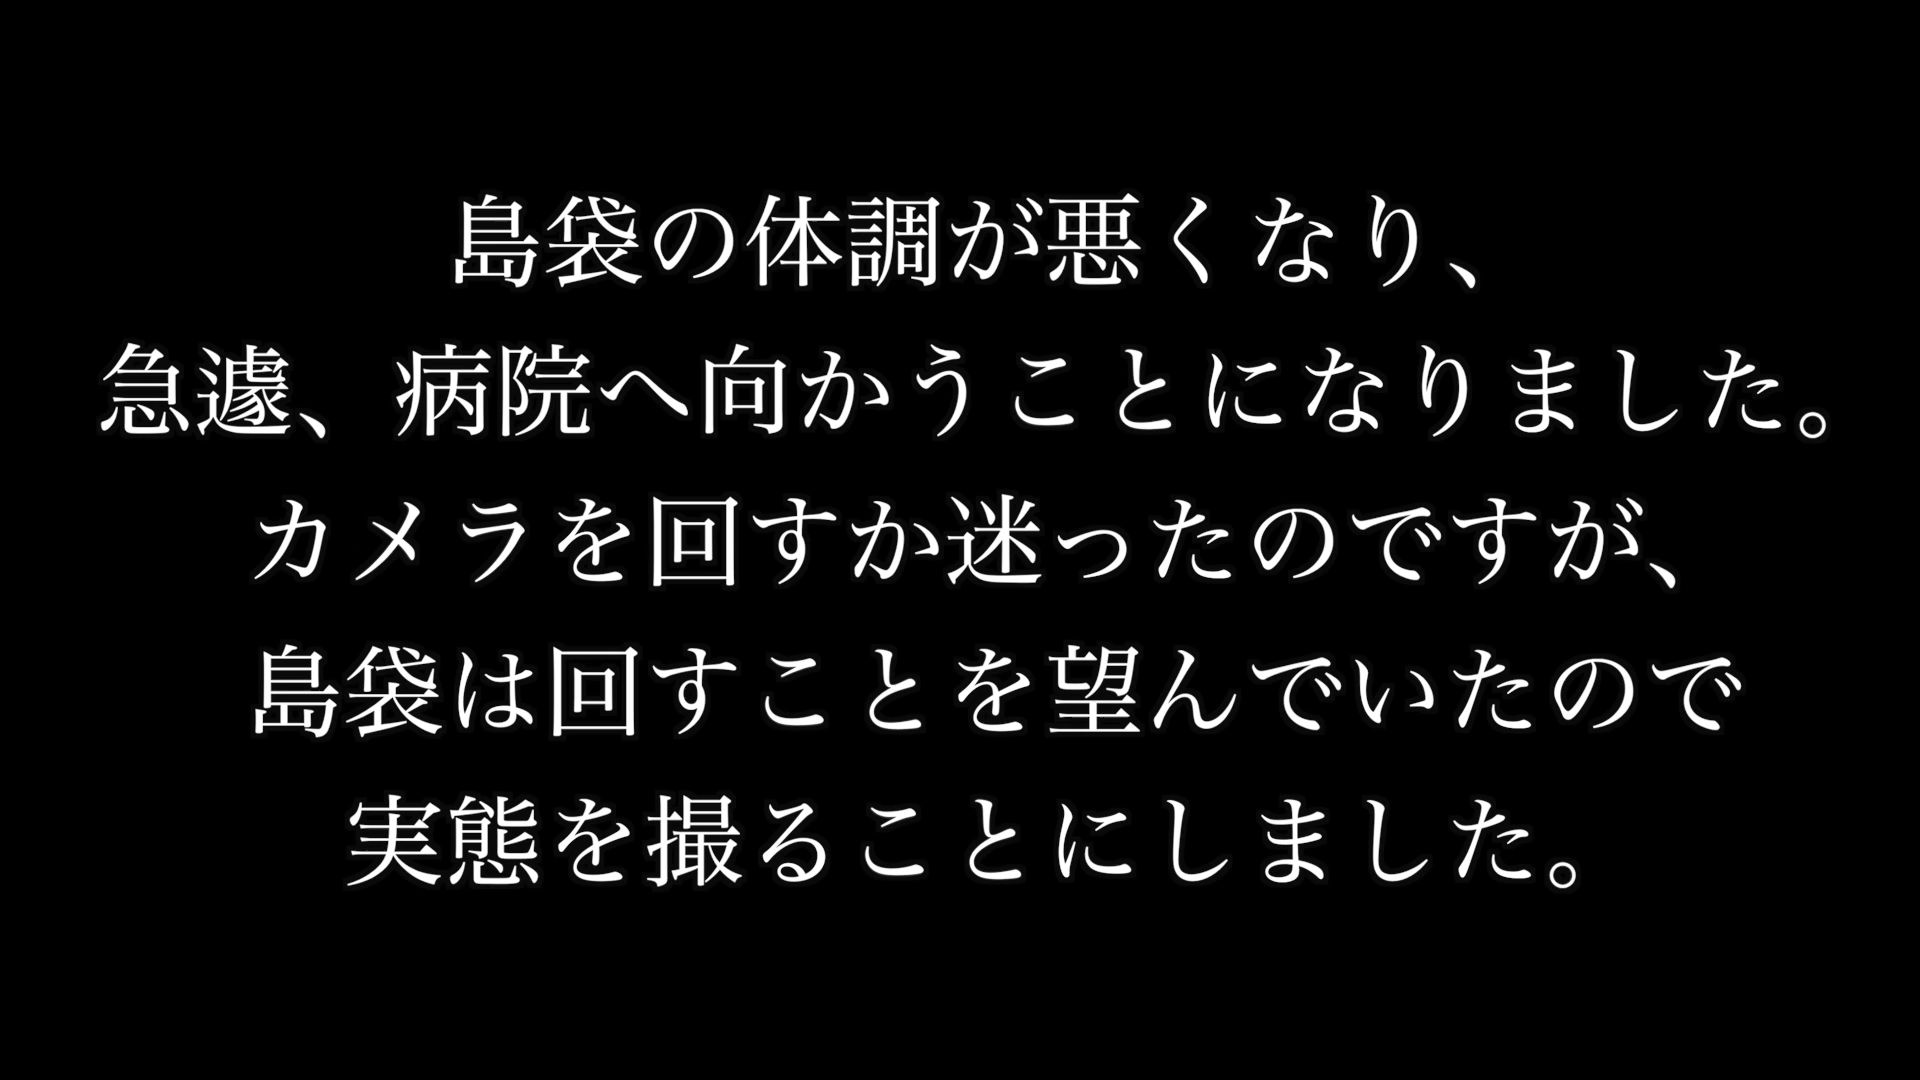 島袋の体調が悪くなり、
急遽、病院へ向かうことになりました。
カメラを回すか迷ったのですが、
島袋は回すことを望んでいたので
実態を撮ることにしました。